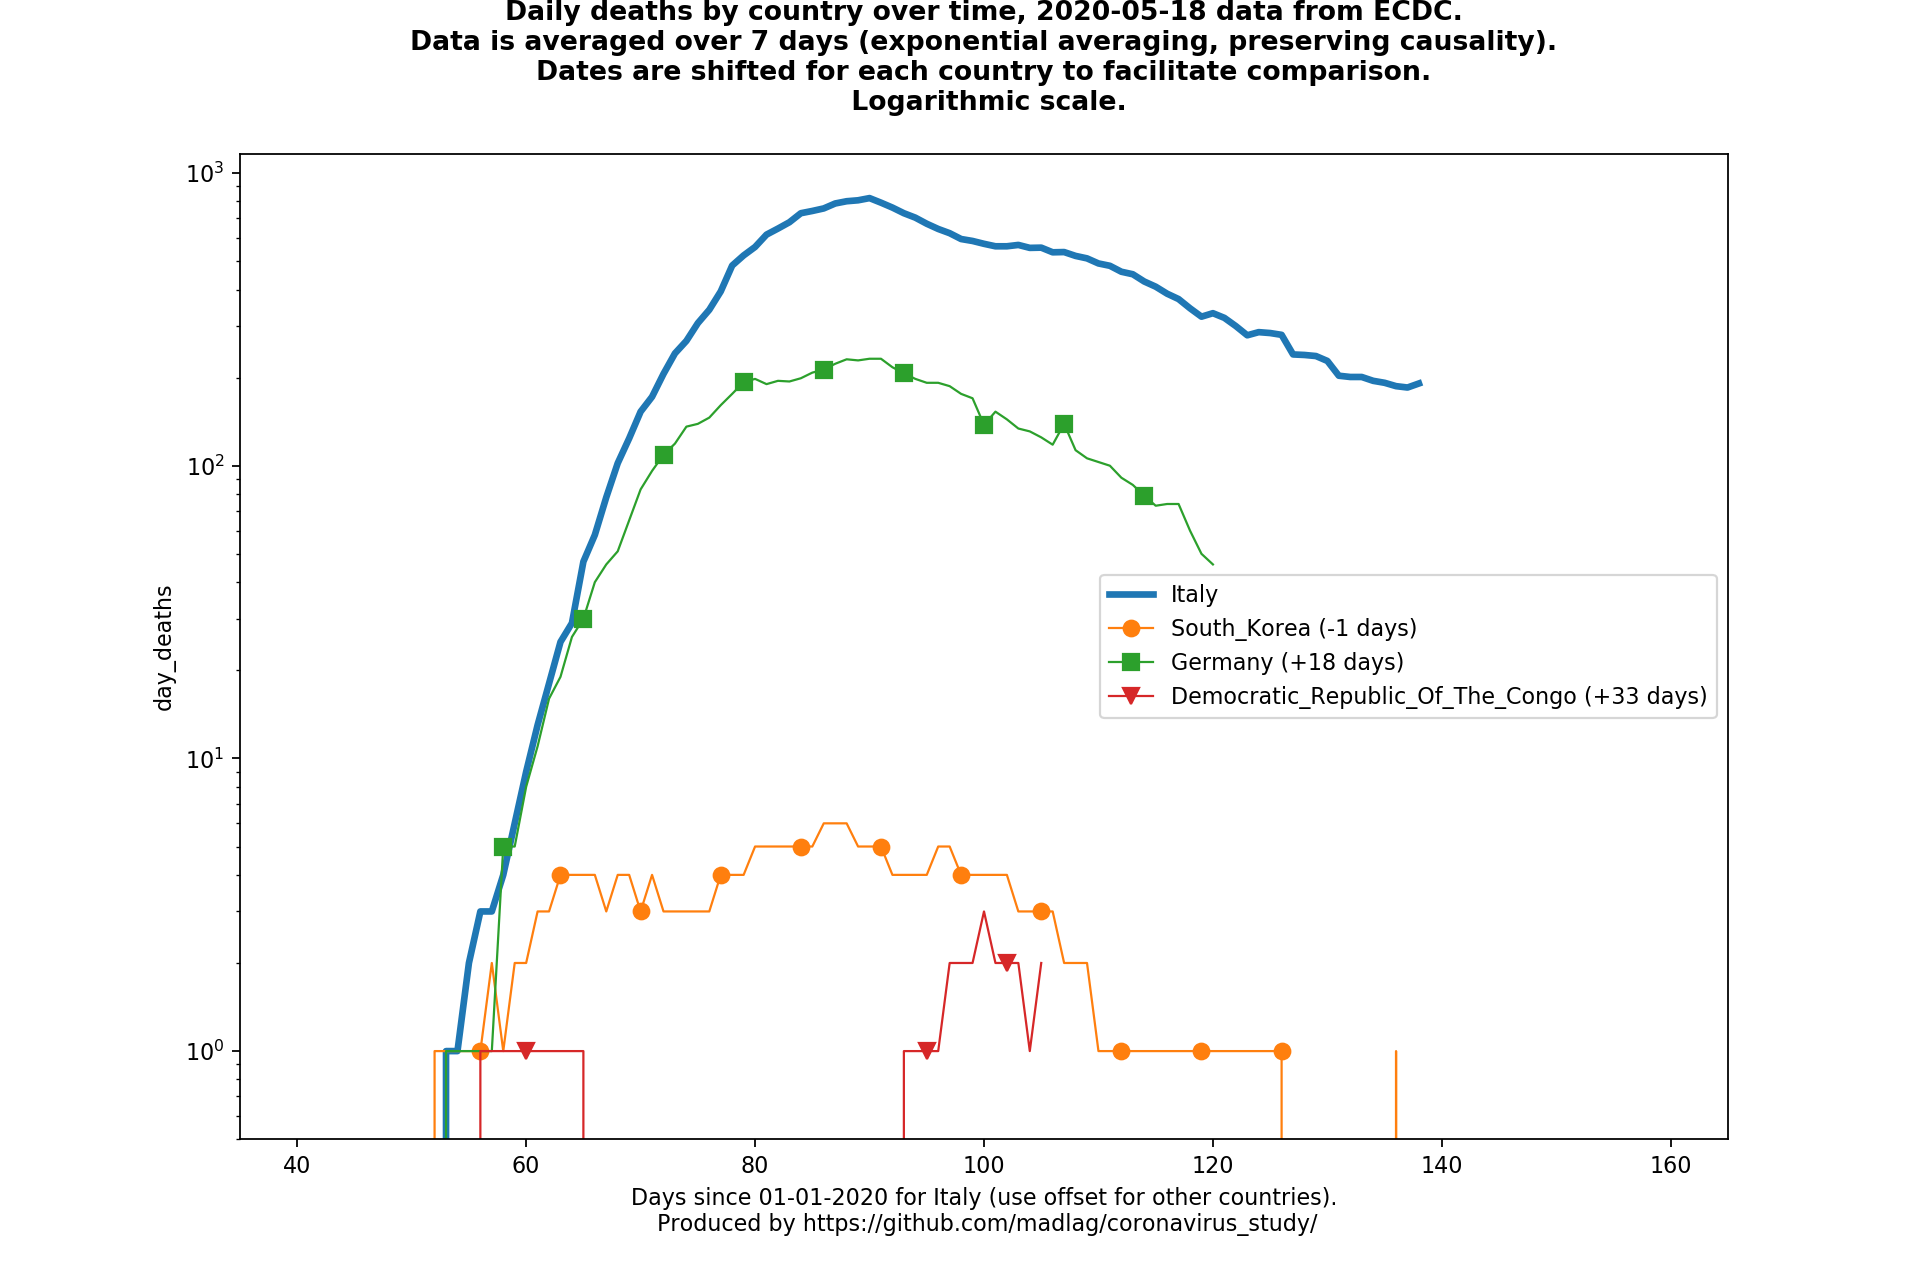 Daily deaths by country over time, 2020-05-18 data from ECDC.
Data is averaged over 7 days (exponential averaging, preserving causality).
Dates are shifted for each country to facilitate comparison.
Logarithmic scale.
10³
10²
10¹
10⁰
day_deaths
Italy
South_Korea (-1 days)
Germany (+18 days)
Democratic_Republic_Of_The_Congo (+33 days)
40 60 80 100 120 140 160
Days since 01-01-2020 for Italy (use offset for other countries).
Produced by https://github.com/madlag/coronavirus_study/